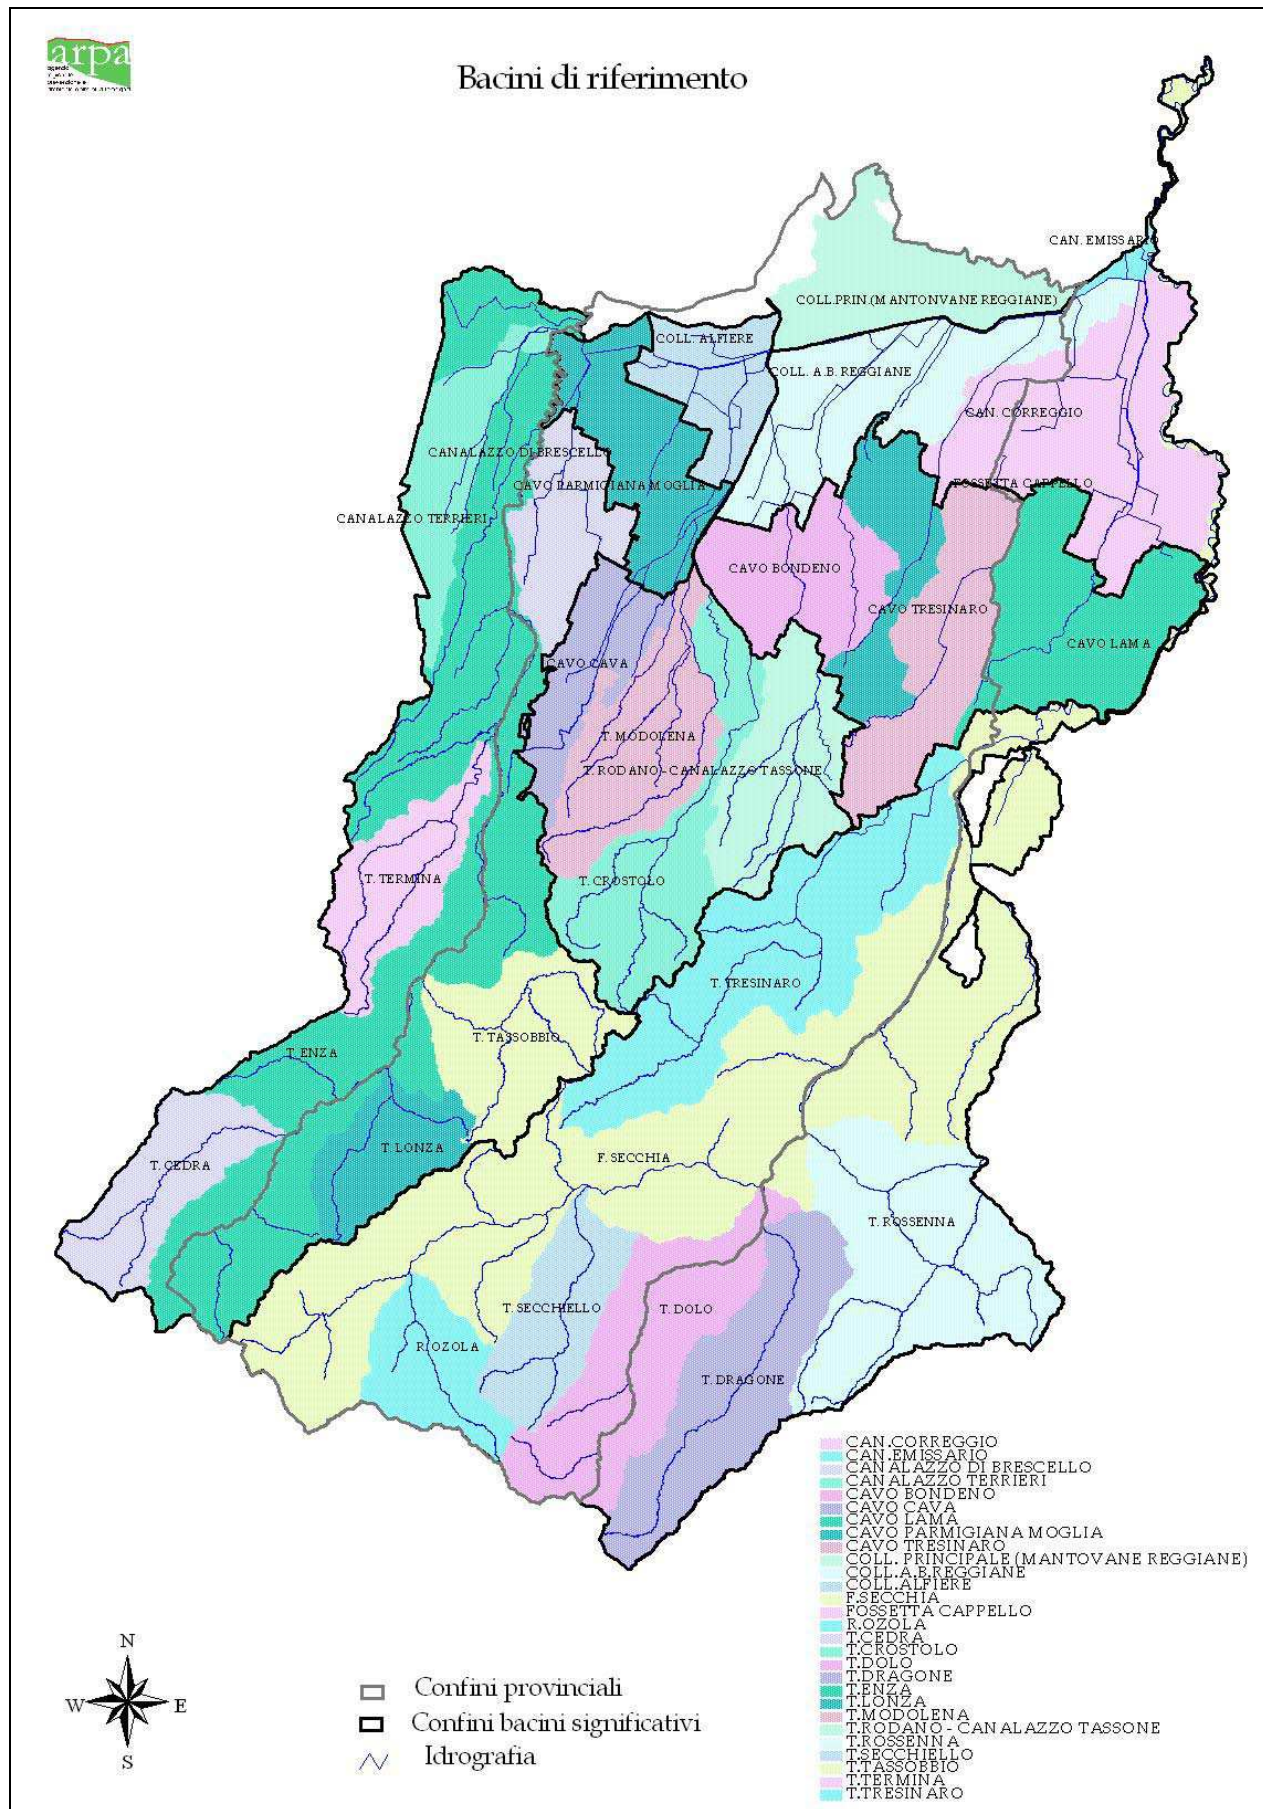 arpa
Bacini di riferimento
CAN. EMISSARIO
COLL.PRIN.(MANTONVANE REGGIANE)
COLL. ALFIERE
COLL. A.B. REGGIANE
CAN. CORREGGIO
CANALAZZO DI BRESCELLO
CAVO PARMIGIANA MOGLIA
FOSSETTA CAPPELLO
CANALAZZO TERRIERI
CAVO BONDENO
CAVO TRESINARO
CAVO LAMA
CAVO CAVA
T. MODOLENA
T. RODANO - CANALAZZO TASSONE
T. TERMINA
T. CROSTOLO
T. TRESINARO
T. TASSOBBIO
T. ENZA
T. LONZA
T. CEDRA
F. SECCHIA
T. ROSSENNA
T. SECCHIELLO
T. DOLO
R.OZOLA
T. DRAGONE
CAN.CORREGGIO
CAN.EMISSARIO
CANALAZZO DI BRESCELLO
CANALAZZO TERRIERI
CAVO BONDENO
CAVO CAVA
CAVO LAMA
CAVO PARMIGIANA MOGLIA
CAVO TRESINARO
COLL. PRINCIPALE (MANTOVANE REGGIANE)
COLL.A.B.REGGIANE
COLL.ALFIERE
F.SECCHIA
FOSSETTA CAPPELLO
R.OZOLA
T.CEDRA
T.CROSTOLO
T.DOLO
T.DRAGONE
T.ENZA
T.LONZA
T.MODOLENA
T.RODANO - CANALAZZO TASSONE
T.ROSSENNA
T.SECCHIELLO
T.TASSOBBIO
T.TERMINA
T.TRESINARO
N
W E
S
Confini provinciali
Confini bacini significativi
Idrografia